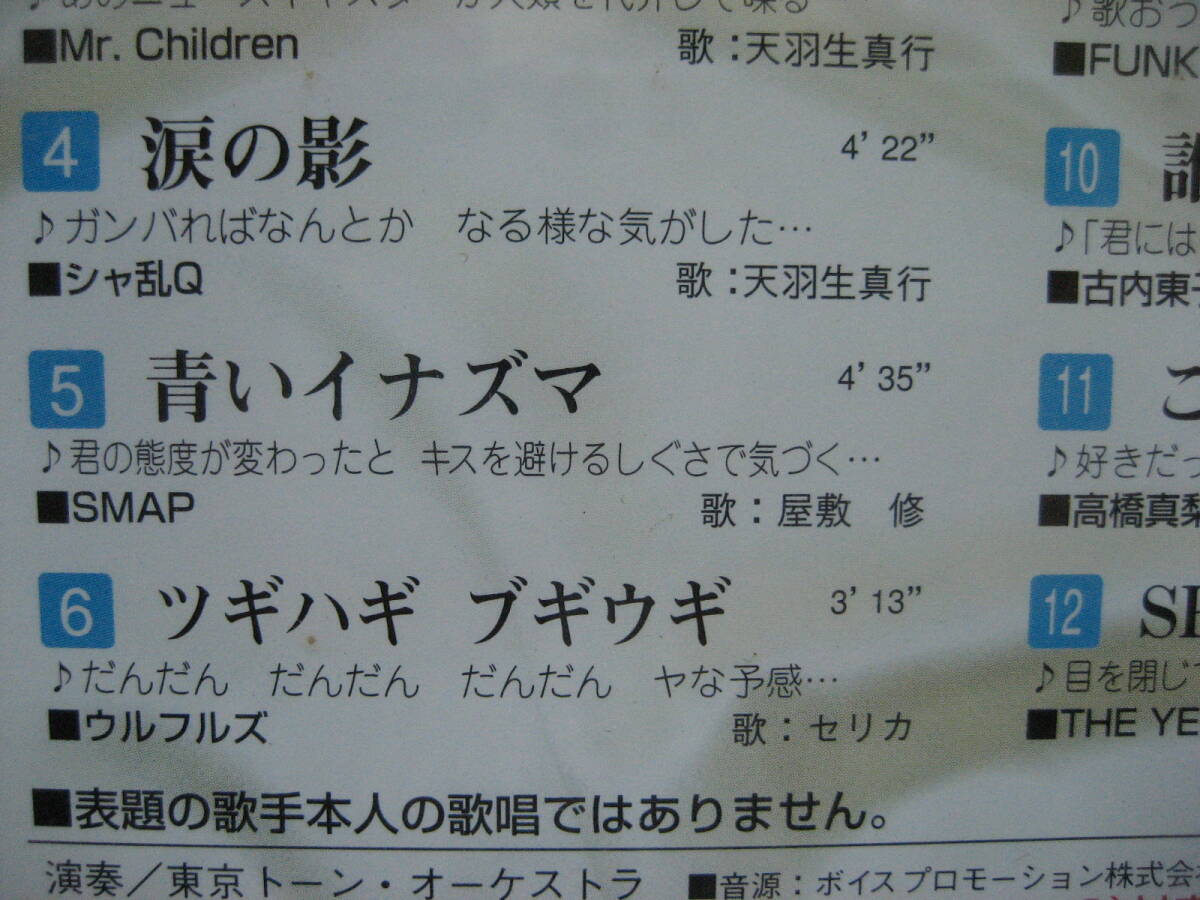 ■Mr. Children 歌：天羽生真行
4 涙の影 4'22"
♪ガンバればなんとか なる様な気がした…
■シャ乱Q 歌：天羽生真行
5 青いイナズマ 4'35"
♪君の態度が変わったと キスを避けるしぐさで気づく…
■SMAP 歌：屋敷 修
6 ツギハギ ブギウギ 3'13"
♪だんだん だんだん だんだん ヤな予感…
■ウルフルズ 歌：セリカ
■表題の歌手本人の歌唱ではありません。
演奏／東京トーン・オーケストラ ■音源：ボイスプロモーション株式会
♪歌おっ
■FUNK
10
♪「君には
■古内東
11 こ
♪好きだっ
■高橋真梨
12 SH
♪目を閉じ
■THE YE